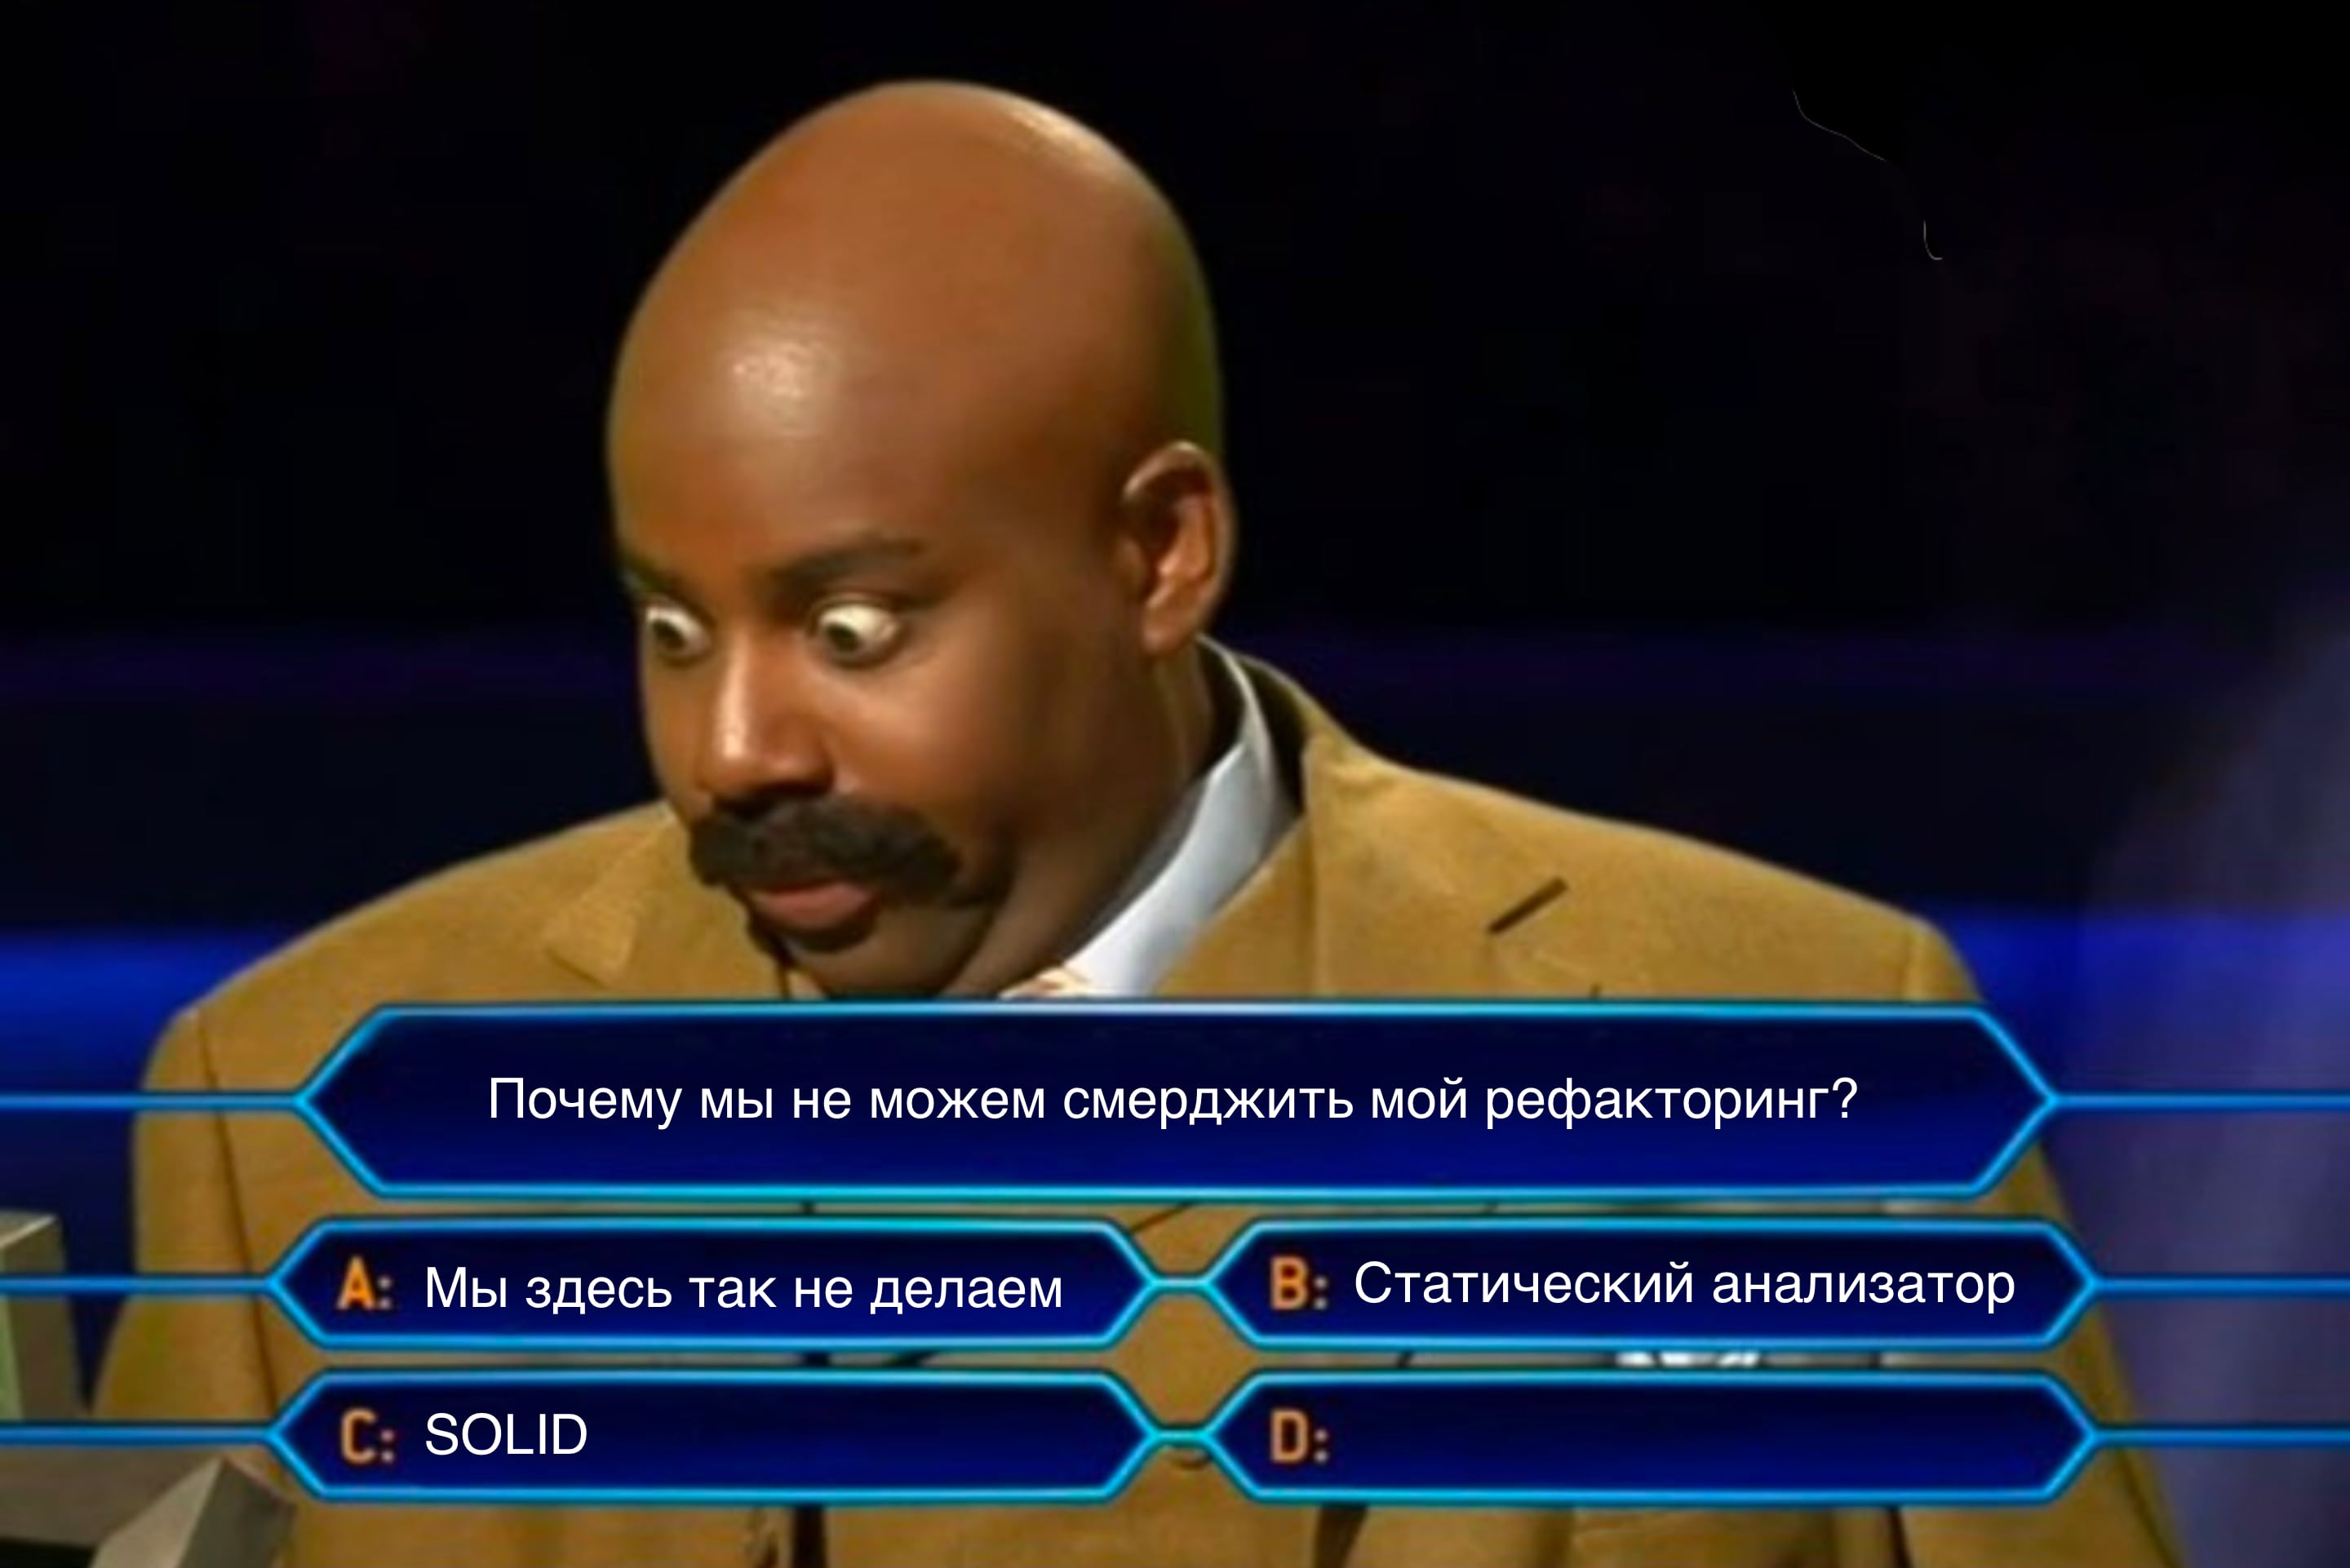 Почему мы не можем смерджить мой рефакторинг?
A: Мы здесь так не делаем
B: Статический анализатор
C: SOLID
D: